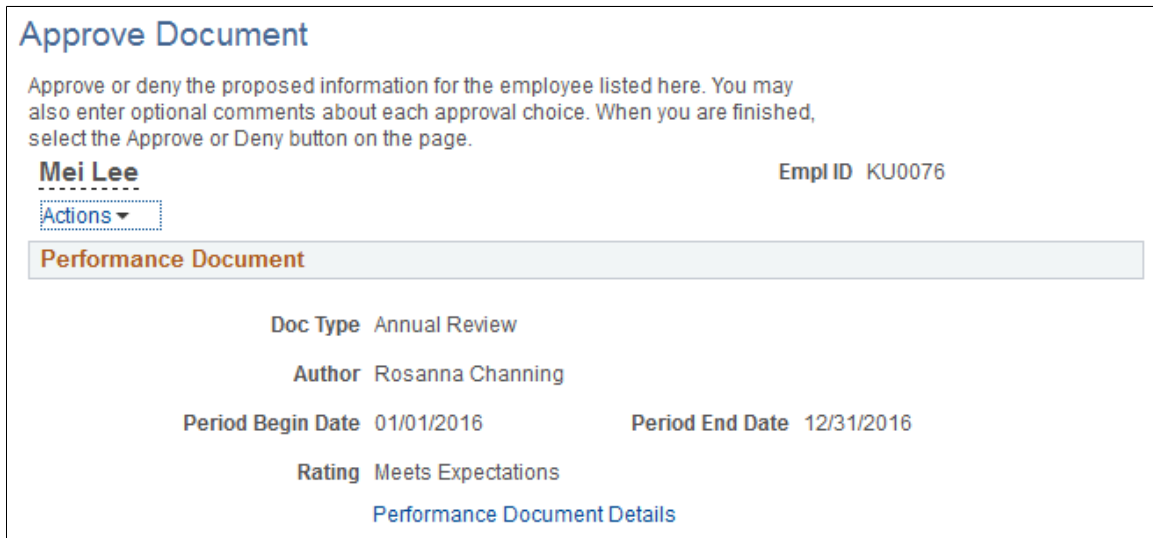 Approve Document
Approve or deny the proposed information for the employee listed here. You may
also enter optional comments about each approval choice. When you are finished,
select the Approve or Deny button on the page.
Mei Lee Empl ID KU0076
Actions
Performance Document
Doc Type Annual Review
Author Rosanna Channing
Period Begin Date 01/01/2016 Period End Date 12/31/2016
Rating Meets Expectations
Performance Document Details